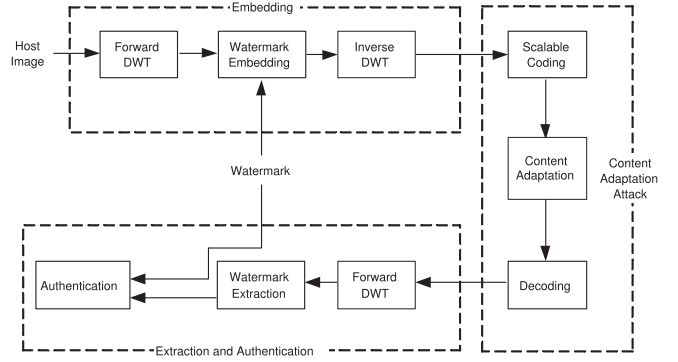 Embedding
Host
Image
Forward
DWT
Watermark
Embedding
Inverse
DWT
Scalable
Coding
Content
Adaptation
Content
Adaptation
Attack
Watermark
Authentication
Watermark
Extraction
Forward
DWT
Decoding
Extraction and Authentication